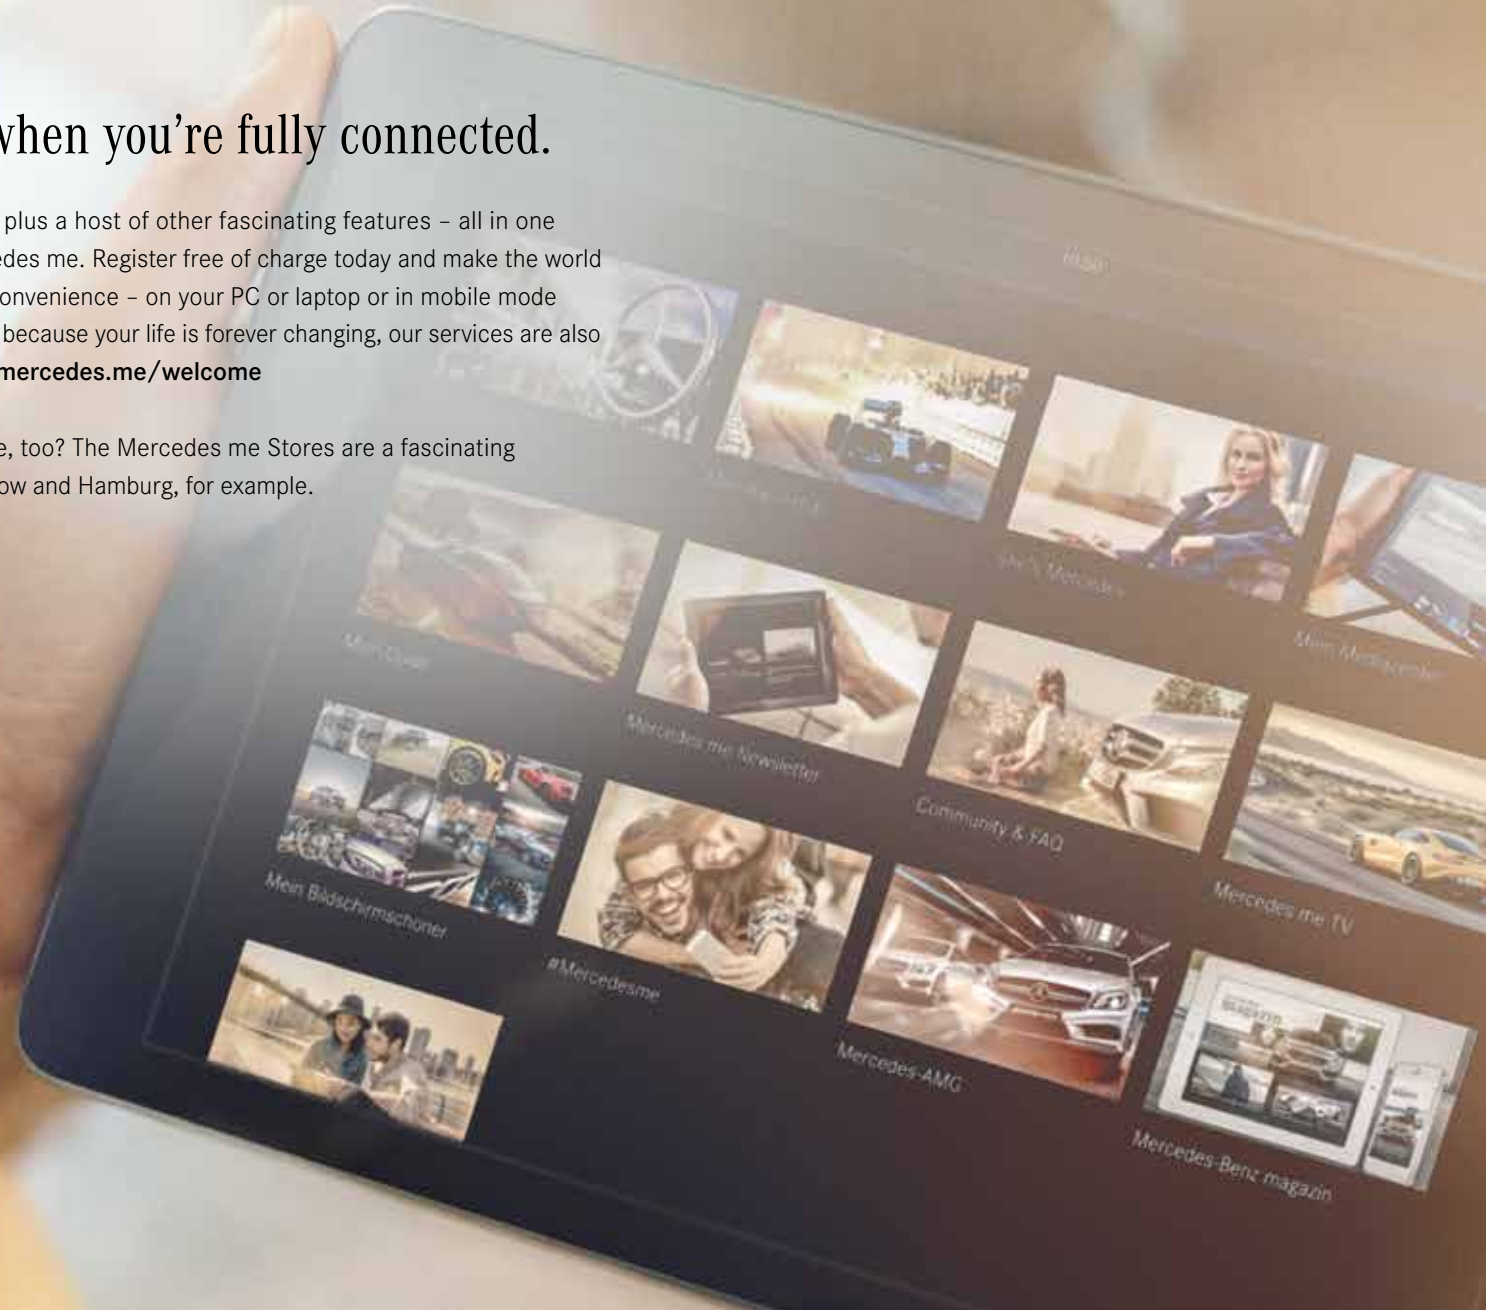 when you're fully connected.
plus a host of other fascinating features – all in one
edes me. Register free of charge today and make the world
onvenience – on your PC or laptop or in mobile mode
because your life is forever changing, our services are also
mercedes.me/welcome
e, too? The Mercedes me Stores are a fascinating
ow and Hamburg, for example.
Mein Mediacenter
Mercedes me Newsletter
Community & FAQ
Mercedes me TV
Mein Bildschirmschoner
#Mercedesme
Mercedes-AMG
Mercedes-Benz magazin